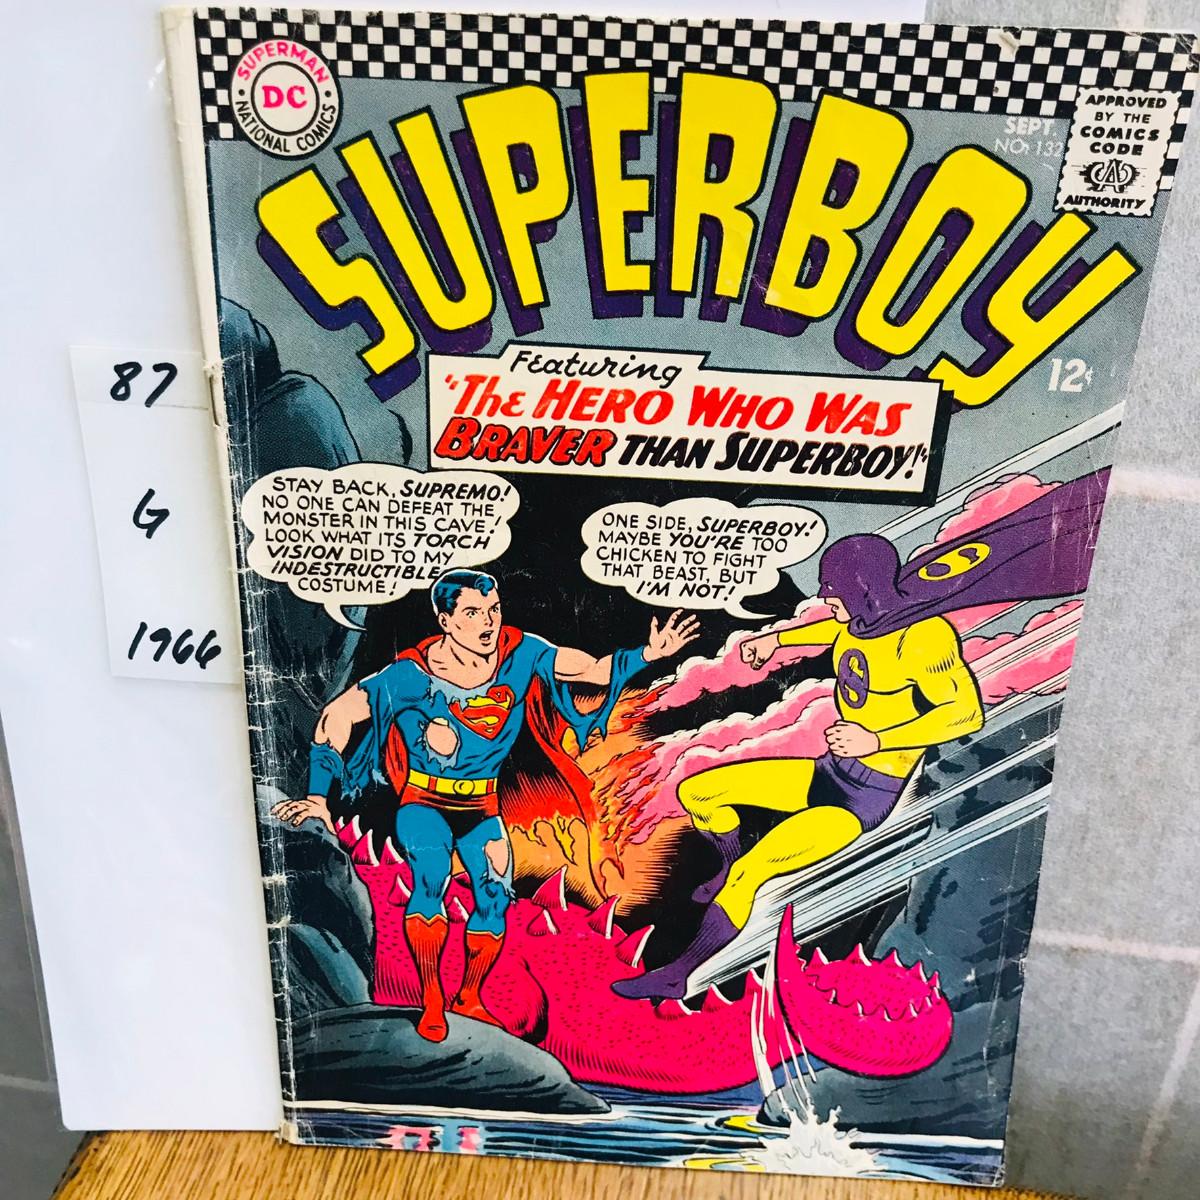 SUPERMAN
DC
NATIONAL COMICS
SUPERBOY
SEPT.
NO. 132
APPROVED
BY THE
COMICS
CODE
CA
AUTHORITY
12¢
Featuring
"THE HERO WHO WAS
BRAVER THAN SUPERBOY!"
STAY BACK, SUPREMO!
NO ONE CAN DEFEAT THE
MONSTER IN THIS CAVE!
LOOK WHAT ITS TORCH
VISION DID TO MY
INDESTRUCTIBLE
COSTUME!
ONE SIDE, SUPERBOY!
MAYBE YOU'RE TOO
CHICKEN TO FIGHT
THAT BEAST, BUT
I'M NOT!
S
S
S
87
G
1966